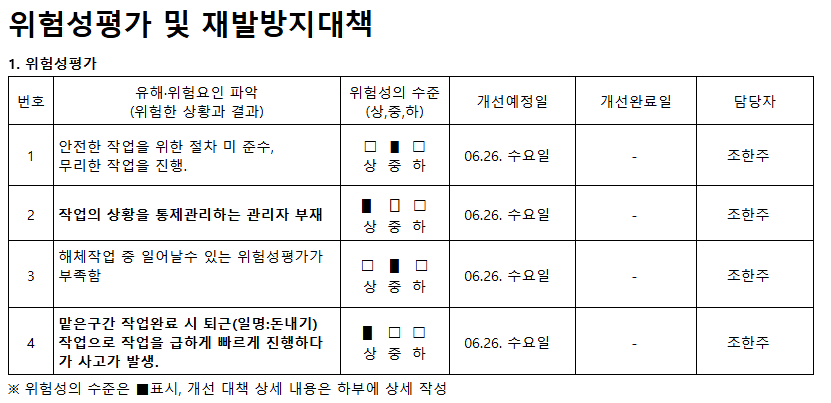 위험성평가 및 재발방지대책
1. 위험성평가
번호 유해·위험요인 파악 위험성의 수준 개선예정일 개선완료일 담당자
(위험한 상황과 결과) (상,중,하)
1 안전한 작업을 위한 절차 미 준수, □ ■ □ 06.26. 수요일 - 조한주
무리한 작업을 진행. 상 중 하
2 작업의 상황을 통제관리하는 관리자 부재 ■ □ □ 06.26. 수요일 - 조한주
상 중 하
3 해체작업 중 일어날수 있는 위험성평가가 □ ■ □ 06.26. 수요일 - 조한주
부족함 상 중 하
4 맡은구간 작업완료 시 퇴근(일명:돈내기) ■ □ □ 06.26. 수요일 - 조한주
작업으로 작업을 급하게 빠르게 진행하다 상 중 하
가 사고가 발생.
※ 위험성의 수준은 ■표시, 개선 대책 상세 내용은 하부에 상세 작성